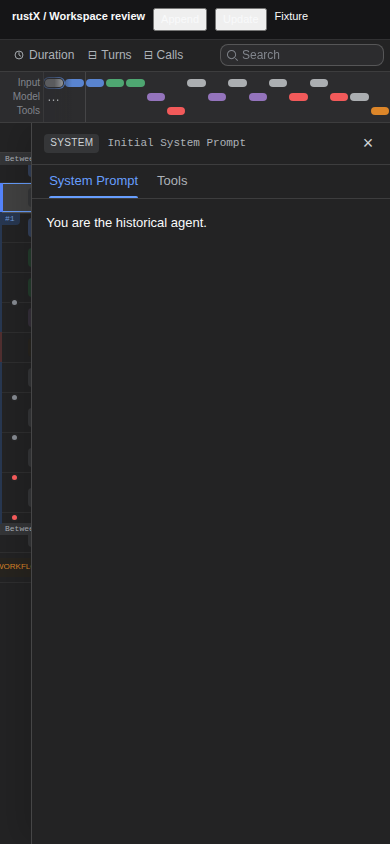 rustX / Workspace review Fixture
Duration Turns Calls Search
Input
Model ...
Tools
SYSTEM Initial System Prompt ×
System Prompt Tools
You are the historical agent.
#1